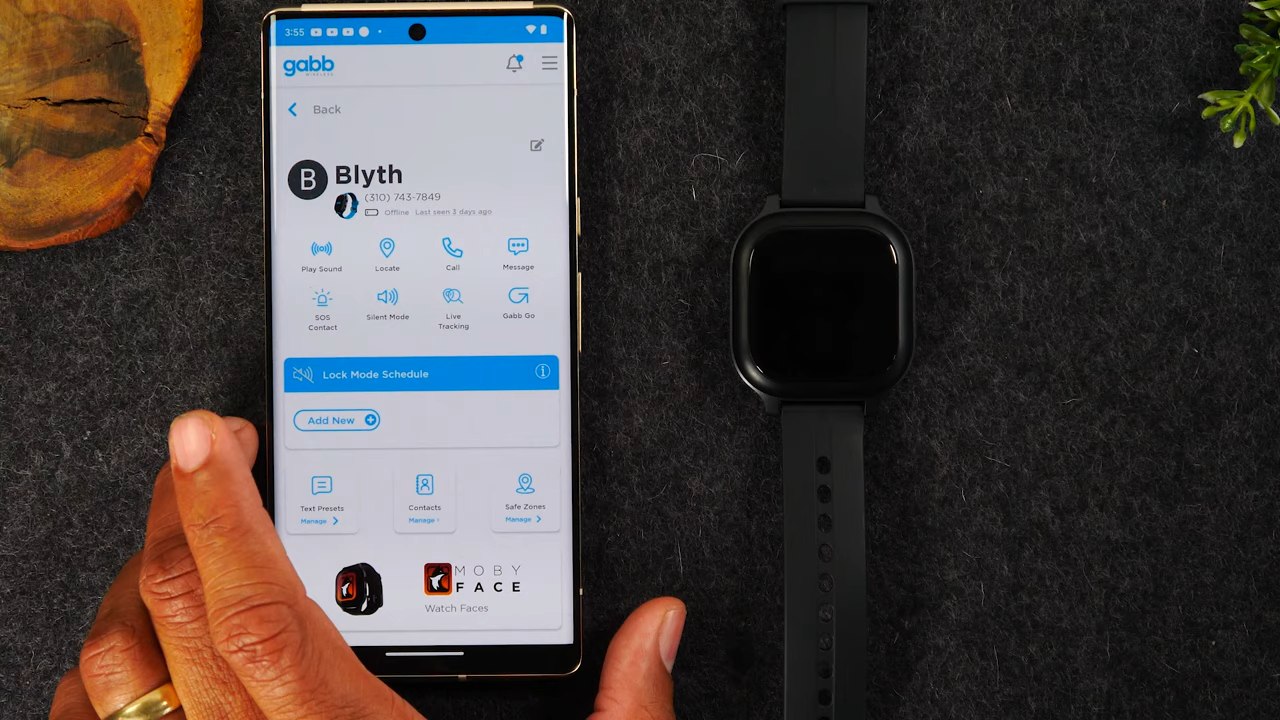 3:55
gabb
WIRELESS
Back
B
Blyth
(310) 743-7849
Offline Last seen 3 days ago
Play Sound Locate Call Message
SOS Contact Silent Mode Live Tracking Gabb Go
Lock Mode Schedule
Add New
Text Presets Contacts Safe Zones
Manage Manage Manage
MOBY
FACE
Watch Faces